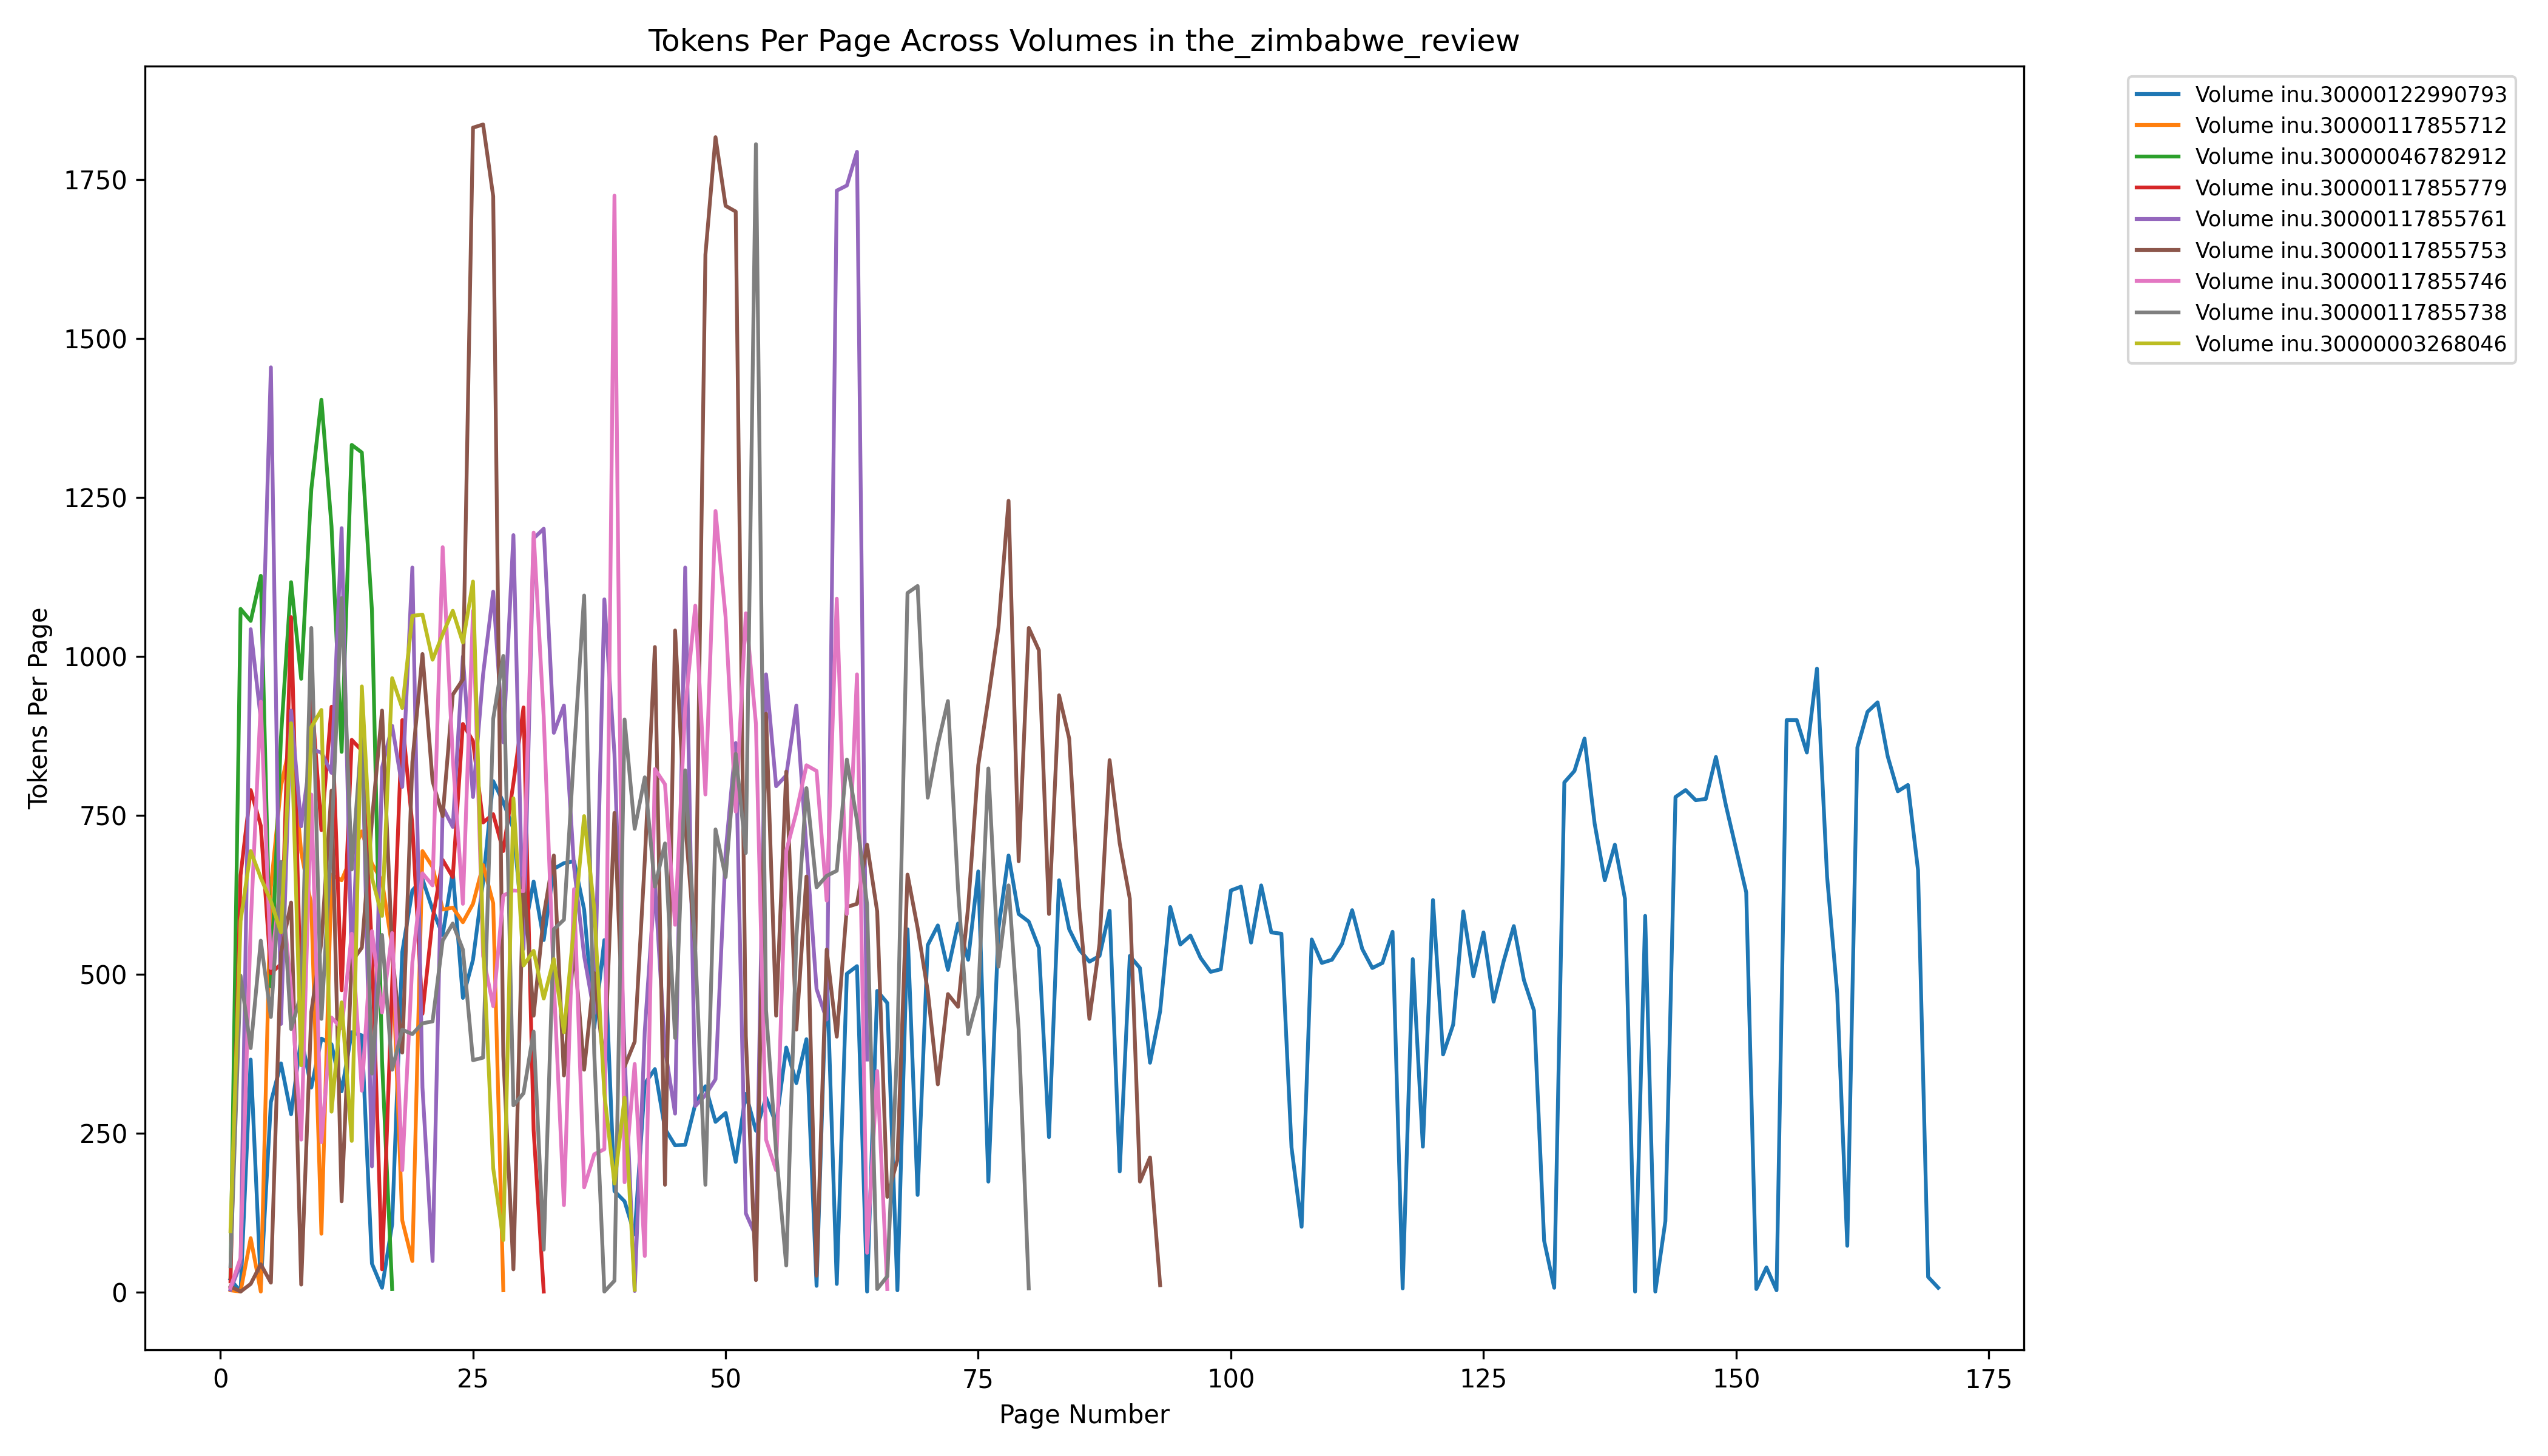 Tokens Per Page Across Volumes in the_zimbabwe_review
Volume inu.30000122990793
Volume inu.30000117855712
Volume inu.30000046782912
Volume inu.30000117855779
Volume inu.30000117855761
Volume inu.30000117855753
Volume inu.30000117855746
Volume inu.30000117855738
Volume inu.30000003268046
Tokens Per Page
1750
1500
1250
1000
750
500
250
0
0 25 50 75 100 125 150 175
Page Number